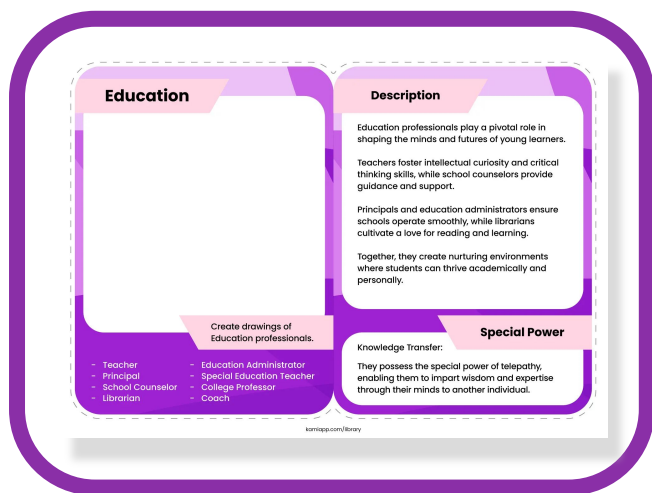 Education
Create drawings of
Education professionals.
- Teacher
- Principal
- School Counselor
- Librarian
- Education Administrator
- Special Education Teacher
- College Professor
- Coach
Description
Education professionals play a pivotal role in
shaping the minds and futures of young learners.
Teachers foster intellectual curiosity and critical
thinking skills, while school counselors provide
guidance and support.
Principals and education administrators ensure
schools operate smoothly, while librarians
cultivate a love for reading and learning.
Together, they create nurturing environments
where students can thrive academically and
personally.
Special Power
Knowledge Transfer:
They possess the special power of telepathy,
enabling them to impart wisdom and expertise
through their minds to another individual.
kamiapp.com/library